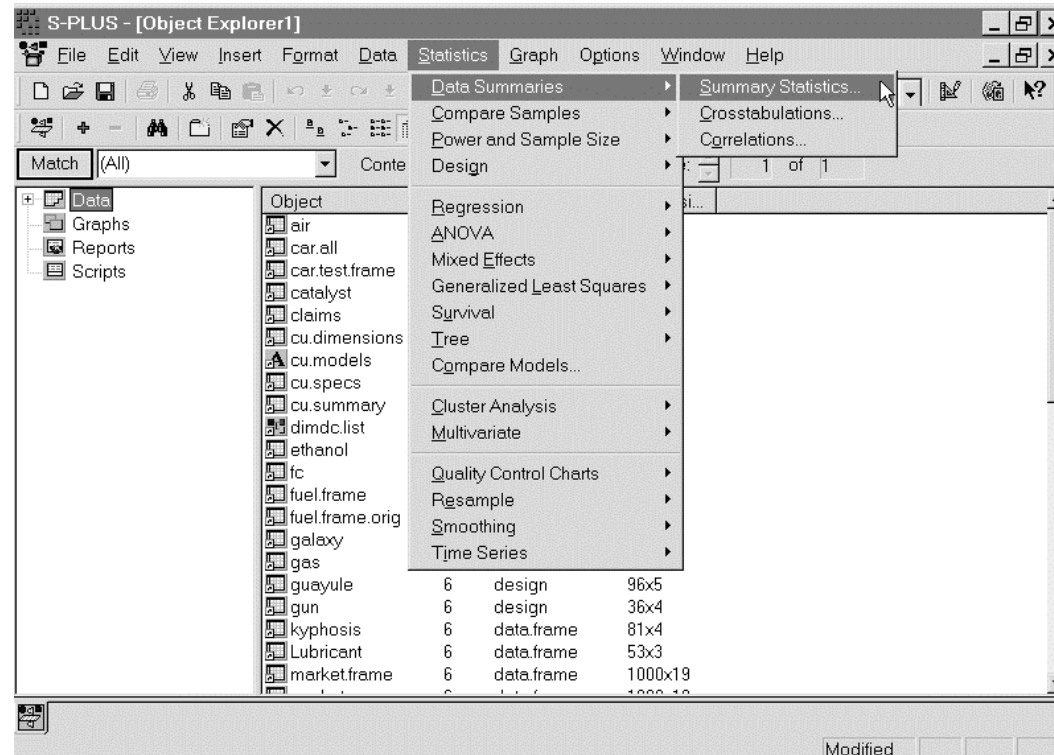 S-PLUS - [Object Explorer1]
File Edit View Insert Format Data Statistics Graph Options Window Help
Match (All) Conte 1 of 1
Data Summaries
Compare Samples
Power and Sample Size
Design
Regression
ANOVA
Mixed Effects
Generalized Least Squares
Survival
Tree
Compare Models...
Cluster Analysis
Multivariate
Quality Control Charts
Resample
Smoothing
Time Series
Summary Statistics...
Crosstabulations...
Correlations...
Data
Graphs
Reports
Scripts
Object si...
air
car.all
car.test.frame
catalyst
claims
cu.dimensions
cu.models
cu.specs
cu.summary
dimdc.list
ethanol
fc
fuel.frame
fuel.frame.orig
galaxy
gas
guayule 6 design 96x5
gun 6 design 36x4
kyphosis 6 data.frame 81x4
Lubricant 6 data.frame 53x3
market.frame 6 data.frame 1000x19
Modified